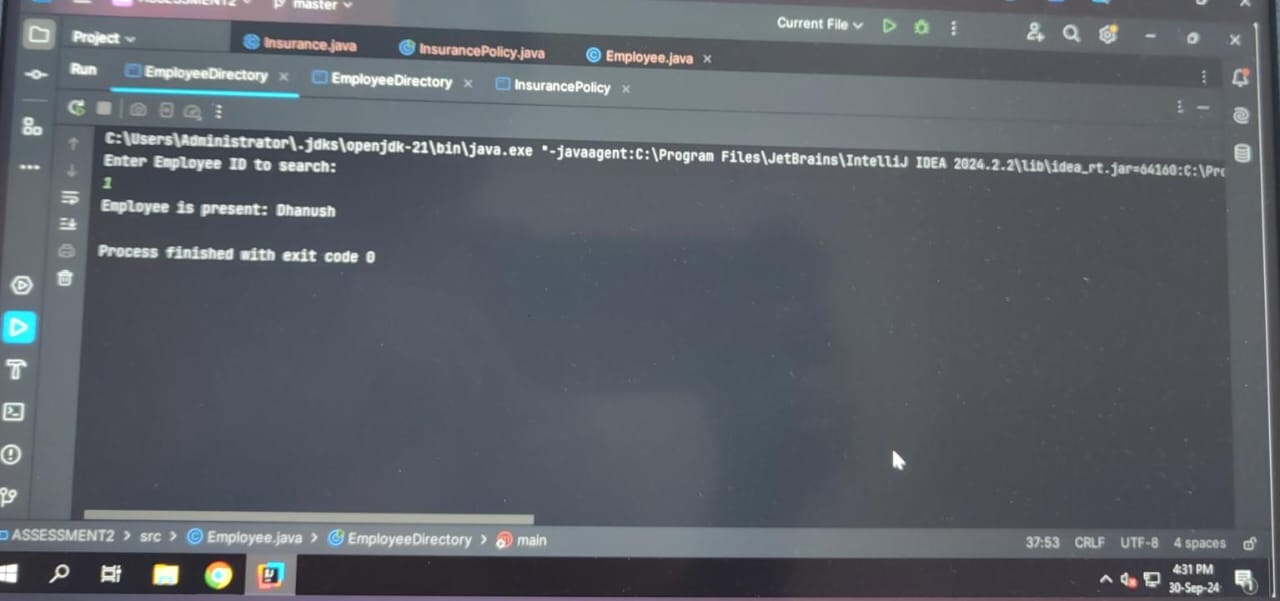 ASSESSMENT2 master
Current File
Project
Insurance.java InsurancePolicy.java Employee.java
Run EmployeeDirectory EmployeeDirectory InsurancePolicy
C:\Users\Administrator\.jdks\openjdk-21\bin\java.exe "-javaagent:C:\Program Files\JetBrains\IntelliJ IDEA 2024.2.2\lib\idea_rt.jar=64160:C:\Pro
Enter Employee ID to search:
1
Employee is present: Dhanush
Process finished with exit code 0
ASSESSMENT2 > src > Employee.java > EmployeeDirectory > main
37:53 CRLF UTF-8 4 spaces
4:31 PM
30-Sep-24
1